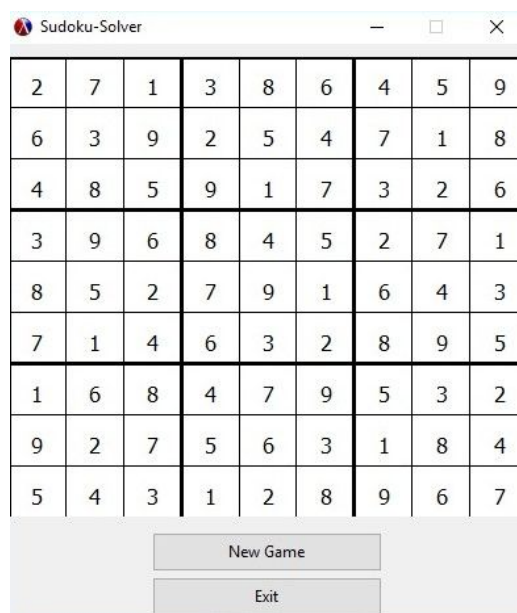 Sudoku-Solver
2 7 1 3 8 6 4 5 9
6 3 9 2 5 4 7 1 8
4 8 5 9 1 7 3 2 6
3 9 6 8 4 5 2 7 1
8 5 2 7 9 1 6 4 3
7 1 4 6 3 2 8 9 5
1 6 8 4 7 9 5 3 2
9 2 7 5 6 3 1 8 4
5 4 3 1 2 8 9 6 7
New Game
Exit